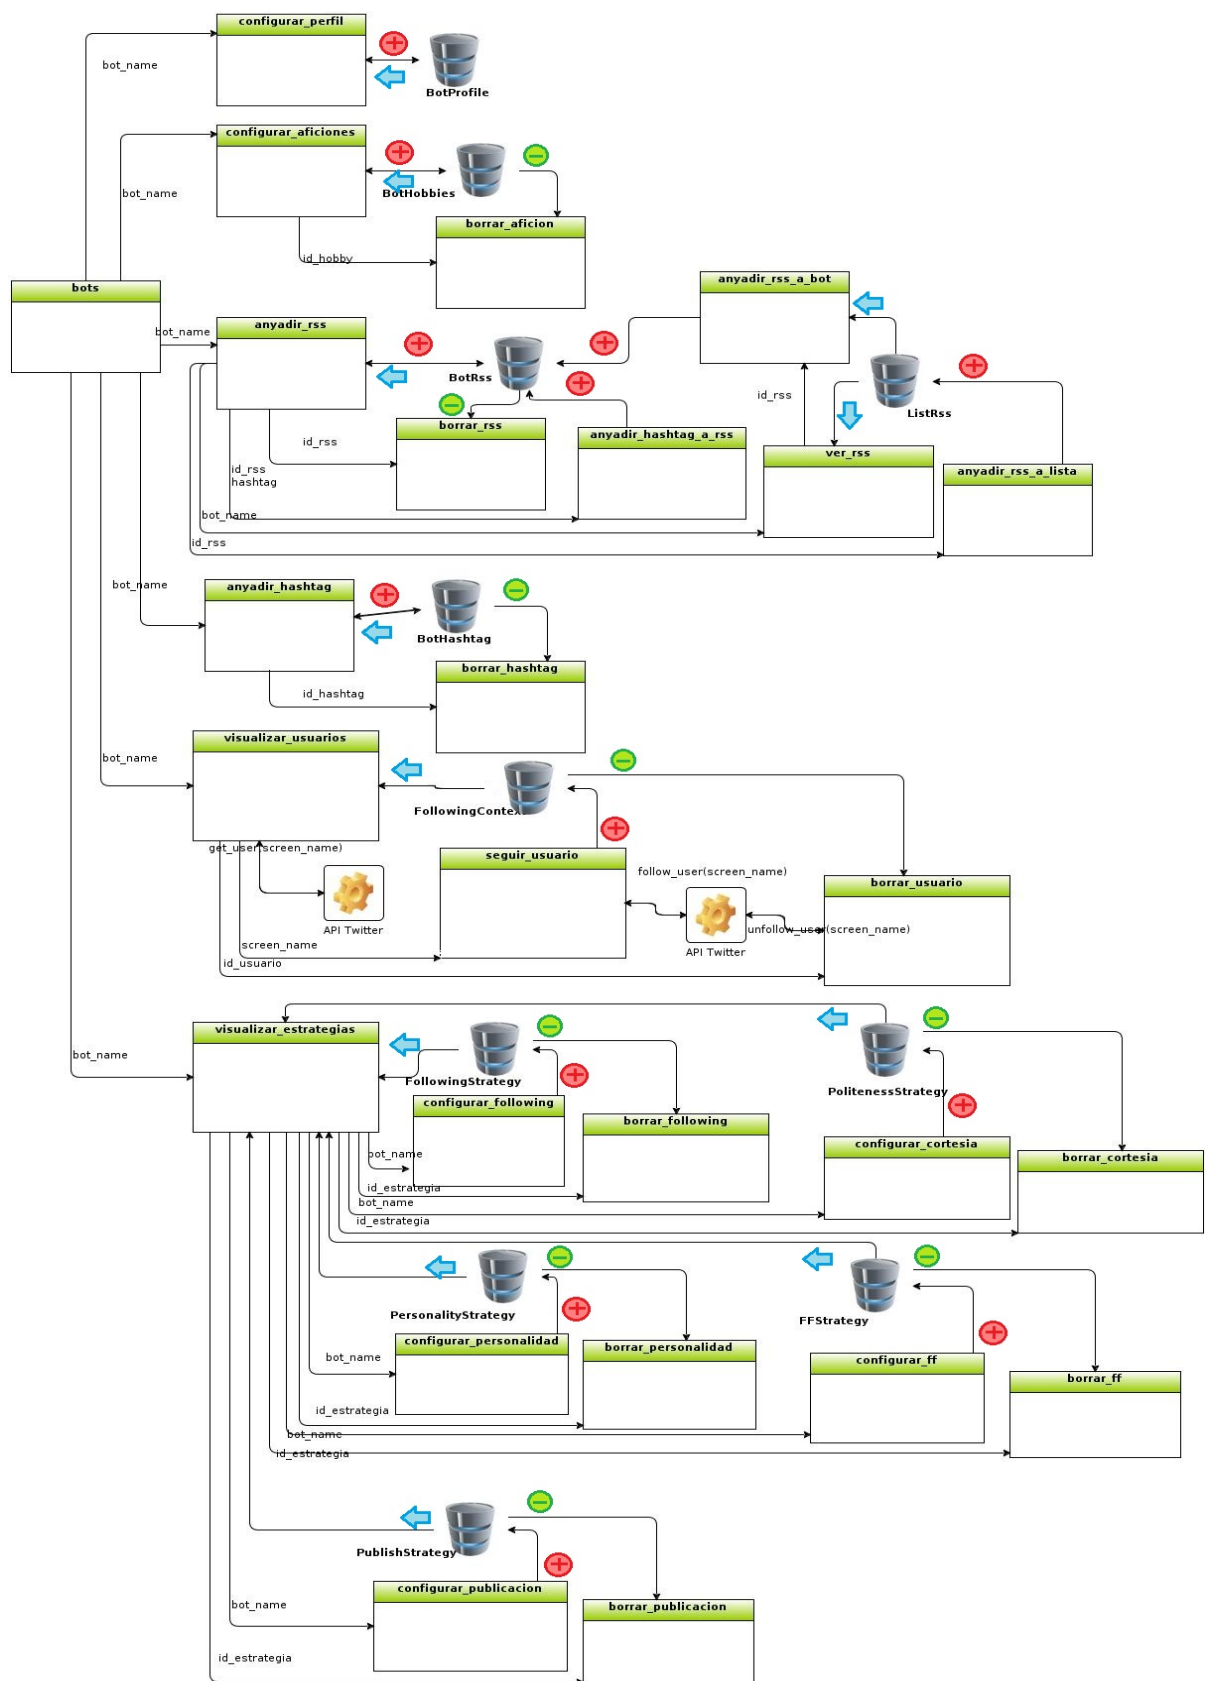 configurar_perfil
bot_name
BotProfile
configurar_aficiones
bot_name
BotHobbies
borrar_aficion
id_hobby
bots
anyadir_rss_a_bot
bot_name
anyadir_rss
BotRss
id_rss
ListRss
borrar_rss
anyadir_hashtag_a_rss
id_rss
ver_rss
id_rss
hashtag
anyadir_rss_a_lista
bot_name
id_rss
bot_name
anyadir_hashtag
BotHashtag
borrar_hashtag
id_hashtag
visualizar_usuarios
bot_name
FollowingContex
get_user(screen_name)
seguir_usuario
follow_user(screen_name)
borrar_usuario
API Twitter
unfollow_user(screen_name)
screen_name
API Twitter
id_usuario
visualizar_estrategias
bot_name
FollowingStrategy
PolitenessStrategy
configurar_following
borrar_following
configurar_cortesia
bot_name
borrar_cortesia
id_estrategia
bot_name
id_estrategia
PersonalityStrategy
FFStrategy
configurar_personalidad
borrar_personalidad
bot_name
configurar_ff
borrar_ff
id_estrategia
bot_name
id_estrategia
PublishStrategy
configurar_publicacion
bot_name
borrar_publicacion
id_estrategia